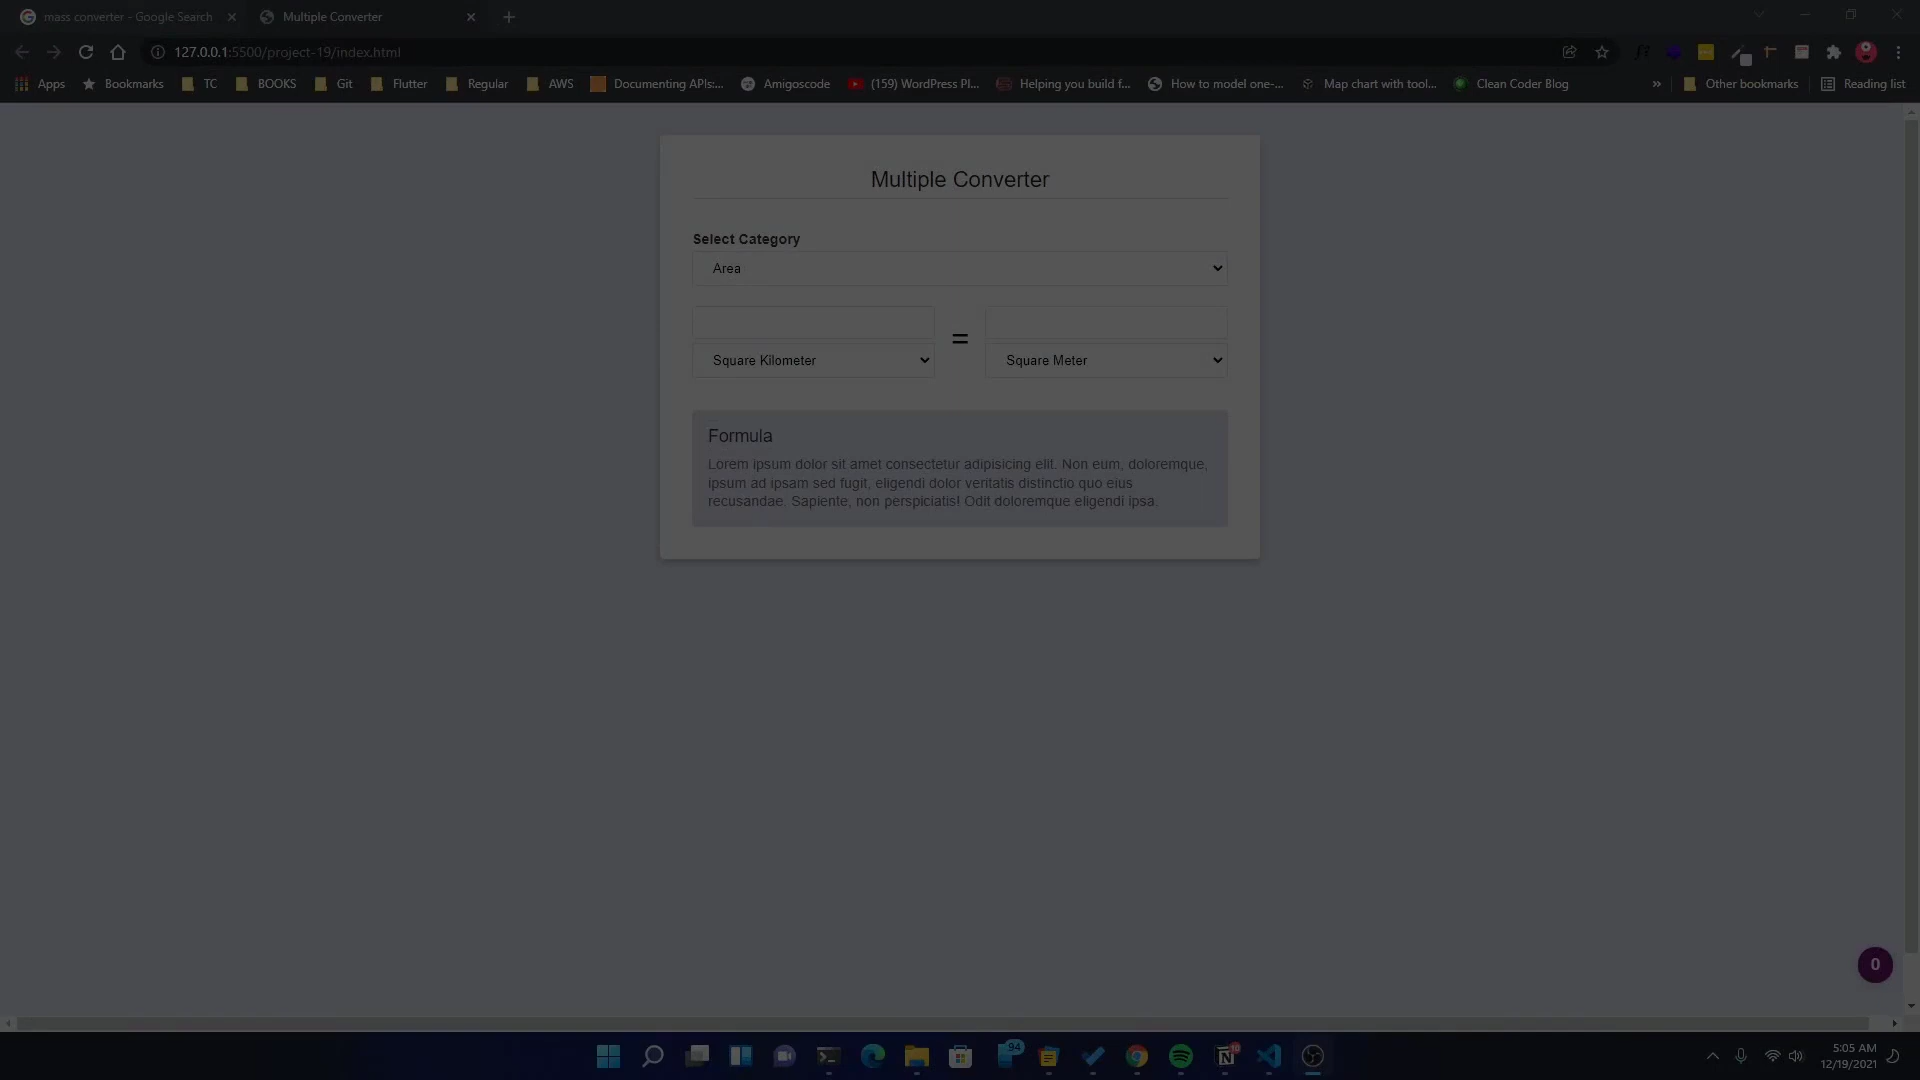 mass converter - Google Search
Multiple Converter
127.0.0.1:5500/project-19/index.html
Apps
Bookmarks
TC
BOOKS
Git
Flutter
Regular
AWS
Documenting APIs:...
Amigoscode
(159) WordPress Pl...
Helping you build f...
How to model one-...
Map chart with tool...
Clean Coder Blog
»
Other bookmarks
Reading list
Multiple Converter
Select Category
Area
=
Square Kilometer
Square Meter
Formula
Lorem ipsum dolor sit amet consectetur adipisicing elit. Non eum, doloremque,
ipsum ad ipsam sed fugit, eligendi dolor veritatis distinctio quo eius
recusandae. Sapiente, non perspiciatis! Odit doloremque eligendi ipsa.
0
94
10
5:05 AM
12/19/2021